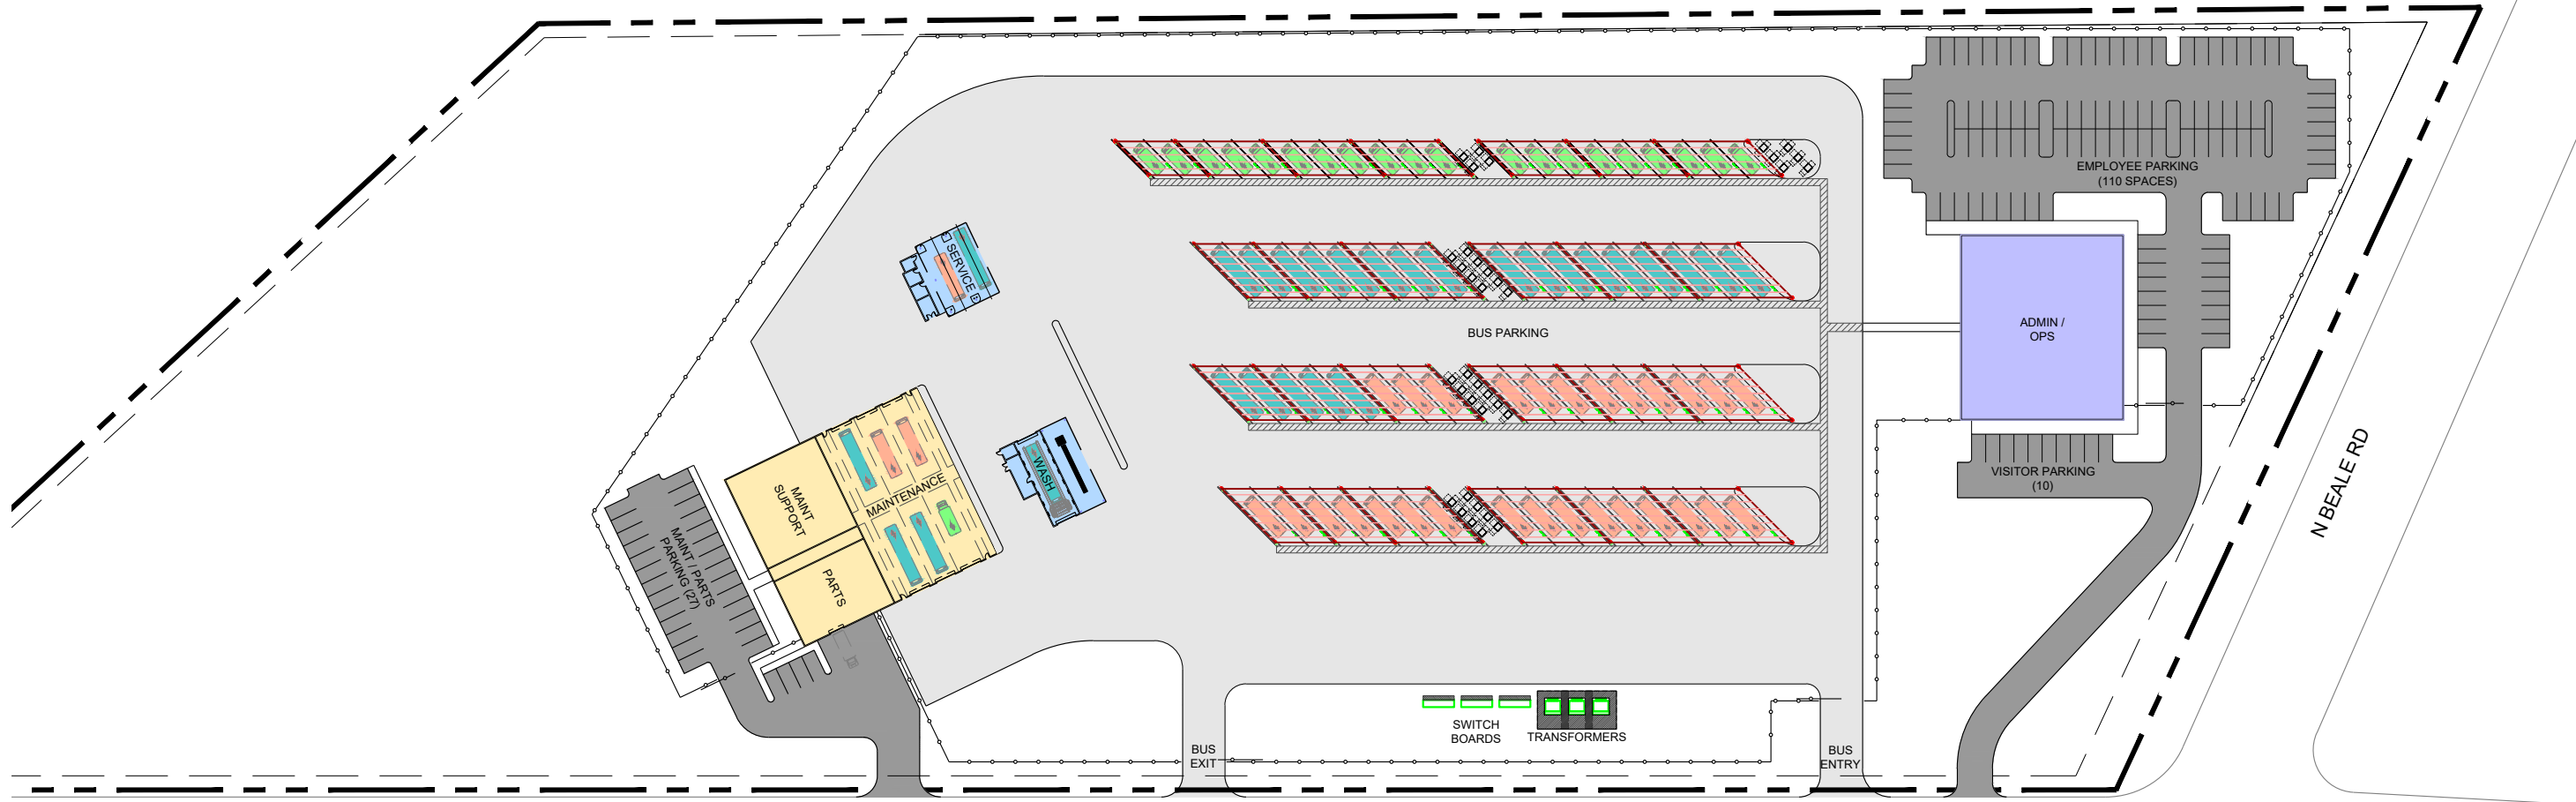 EMPLOYEE PARKING
(110 SPACES)
SERVICE
BUS PARKING
ADMIN /
OPS
MAINTENANCE
WASH
MAINT
SUPPORT
VISITOR PARKING
(10)
N BEALE RD
MAINT / PARTS
PARKING (27)
PARTS
SWITCH
BOARDS
TRANSFORMERS
BUS
EXIT
BUS
ENTRY